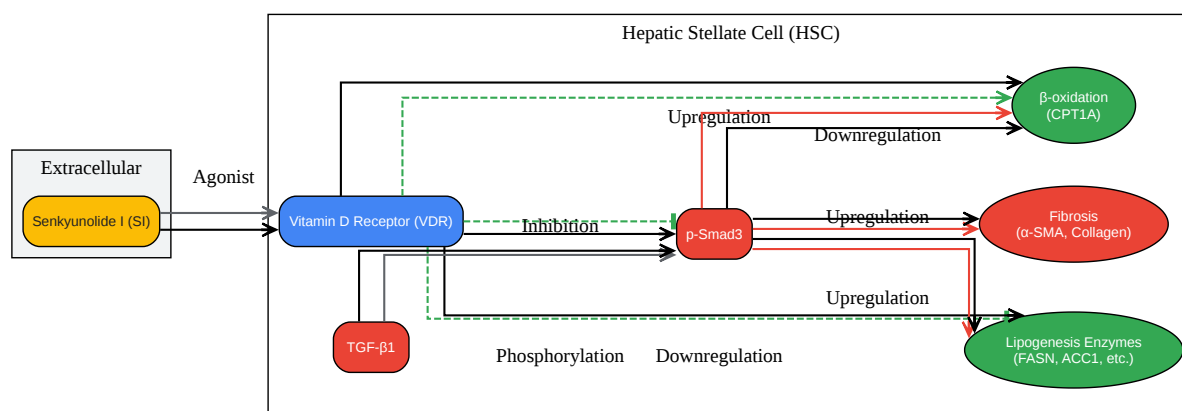 Hepatic Stellate Cell (HSC)
β-oxidation
(CPT1A)
Upregulation
Downregulation
Extracellular
Agonist
Senkyunolide I (SI)
Vitamin D Receptor (VDR)
Inhibition
p-Smad3
Upregulation
Fibrosis
(α-SMA, Collagen)
Upregulation
TGF-β1
Phosphorylation
Downregulation
Lipogenesis Enzymes
(FASN, ACC1, etc.)